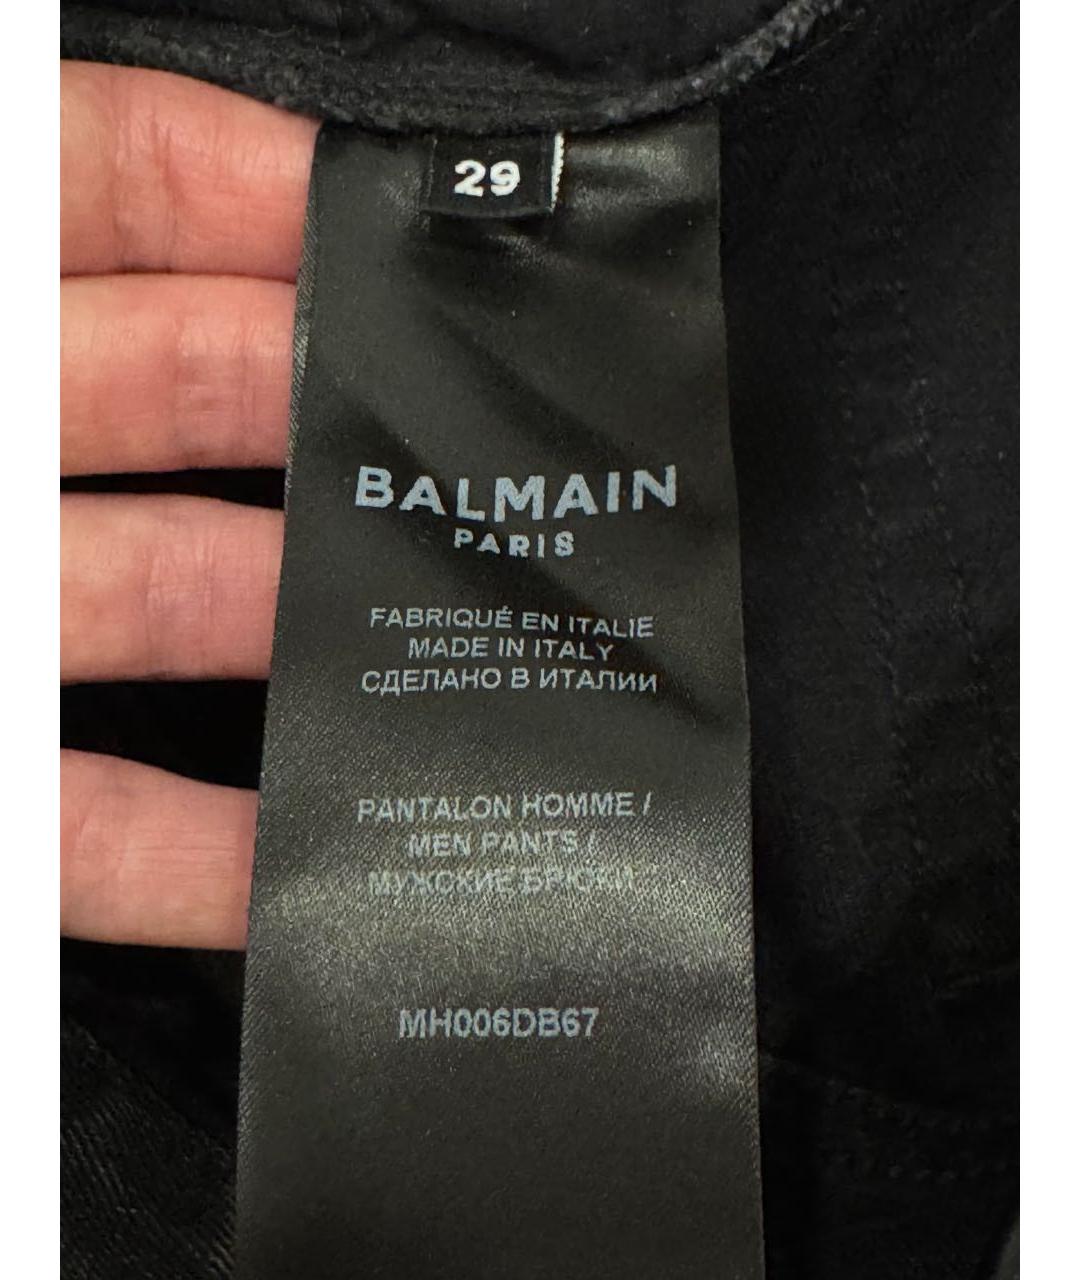 29
BALMAIN
PARIS
FABRIQUÉ EN ITALIE
MADE IN ITALY
СДЕЛАНО В ИТАЛИИ
PANTALON HOMME /
MEN PANTS /
МУЖСКИЕ БРЮКИ
MH006DB67